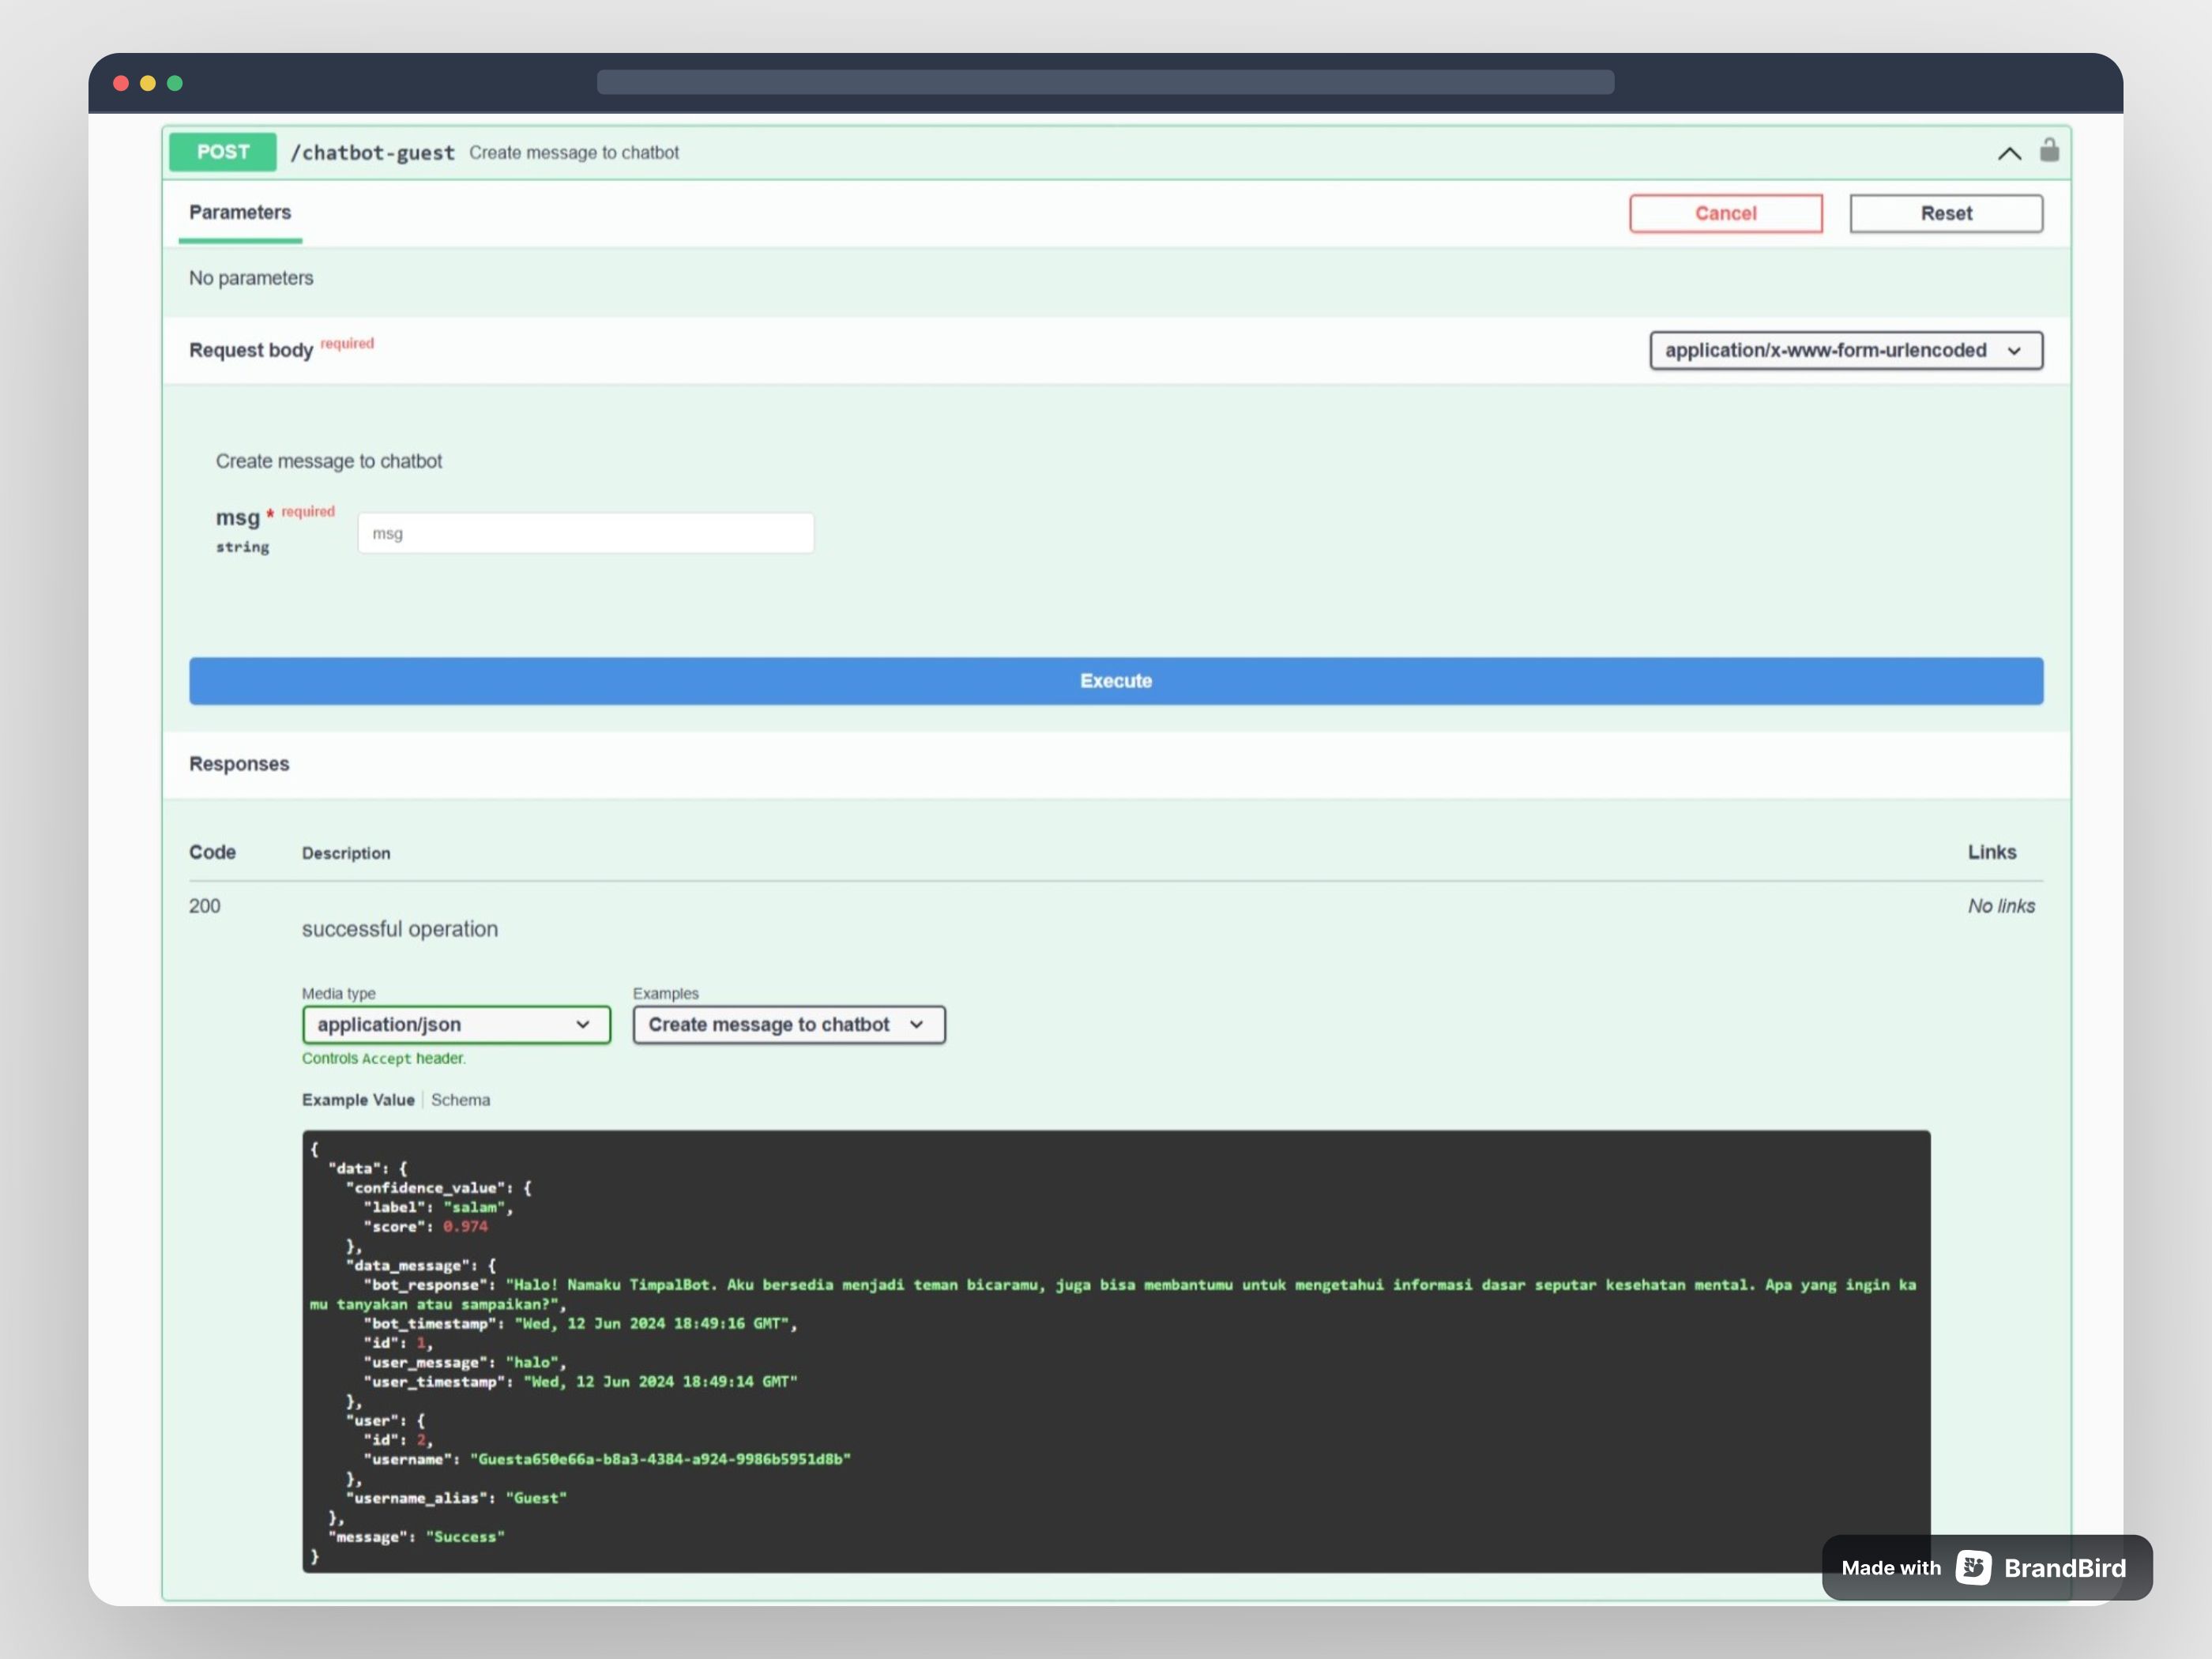 POST /chatbot-guest Create message to chatbot
Parameters
Cancel
Reset
No parameters
Request body required
application/x-www-form-urlencoded
Create message to chatbot
msg * required
string
msg
Execute
Responses
Code
Description
Links
200
successful operation
No links
Media type
Examples
application/json
Create message to chatbot
Controls Accept header.
Example Value
Schema
{
"data": {
"confidence_value": {
"label": "salam",
"score": 0.974
},
"data_message": {
"bot_response": "Halo! Namaku TimpalBot. Aku bersedia menjadi teman bicaramu, juga bisa membantumu untuk mengetahui informasi dasar seputar kesehatan mental. Apa yang ingin ka
mu tanyakan atau sampaikan?",
"bot_timestamp": "Wed, 12 Jun 2024 18:49:16 GMT",
"id": 1,
"user_message": "halo",
"user_timestamp": "Wed, 12 Jun 2024 18:49:14 GMT"
},
"user": {
"id": 2,
"username": "Guesta650e66a-b8a3-4384-a924-9986b5951d8b"
},
"username_alias": "Guest"
},
"message": "Success"
}
Made with BrandBird